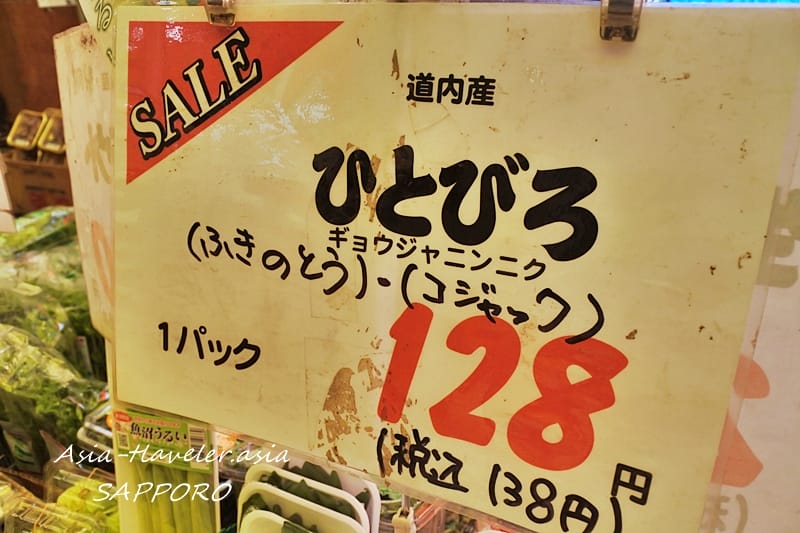 SALE
道内産
ひとびろ
ギョウジャニンニク
(ふきのとう)・(コジャック)
1パック
128
円
(税込 138円)
魚沼うるい
Asia-traveler.asia
SAPPORO